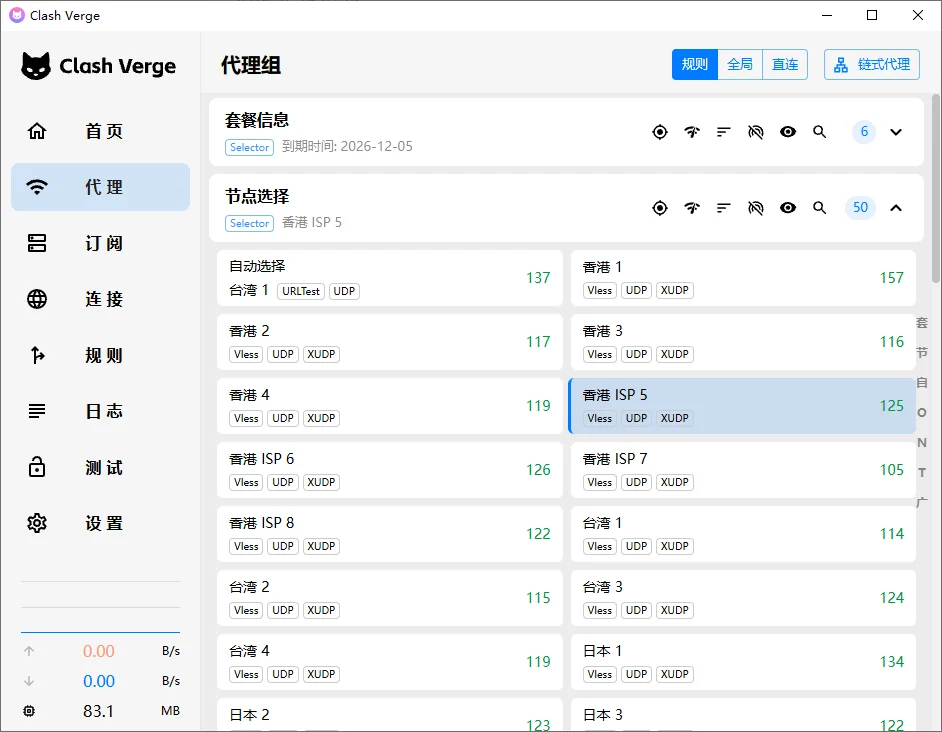 Clash Verge
Clash Verge
首页
代理
订阅
连接
规则
日志
测试
设置
0.00 B/s
0.00 B/s
83.1 MB
代理组
规则 全局 直连 链式代理
套餐信息
Selector 到期时间: 2026-12-05
6
节点选择
Selector 香港 ISP 5
50
自动选择
台湾 1 URLTest UDP
137
香港 1
Vless UDP XUDP
157
香港 2
Vless UDP XUDP
117
香港 3
Vless UDP XUDP
116
香港 4
Vless UDP XUDP
119
香港 ISP 5
Vless UDP XUDP
125
香港 ISP 6
Vless UDP XUDP
126
香港 ISP 7
Vless UDP XUDP
105
香港 ISP 8
Vless UDP XUDP
122
台湾 1
Vless UDP XUDP
114
台湾 2
Vless UDP XUDP
115
台湾 3
Vless UDP XUDP
124
台湾 4
Vless UDP XUDP
119
日本 1
Vless UDP XUDP
134
日本 2
123
日本 3
122
套
节
自
O
N
T
广